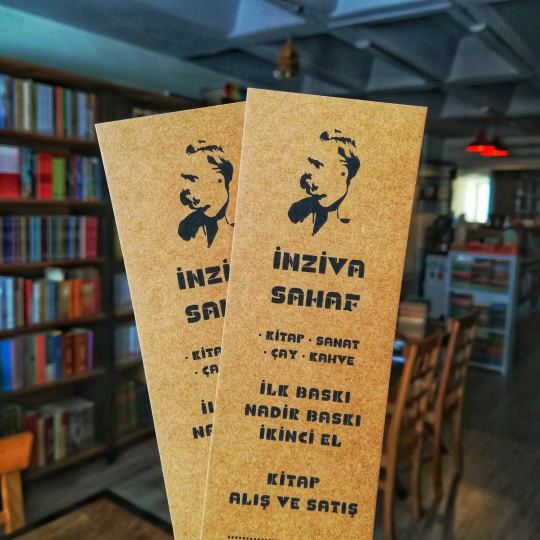 İNZİVA
SAHAF
· KİTAP · SANAT
· ÇAY · KAHVE
İLK BASKI
NADİR BASKI
İKİNCİ EL
KİTAP
ALIŞ VE SATIŞ